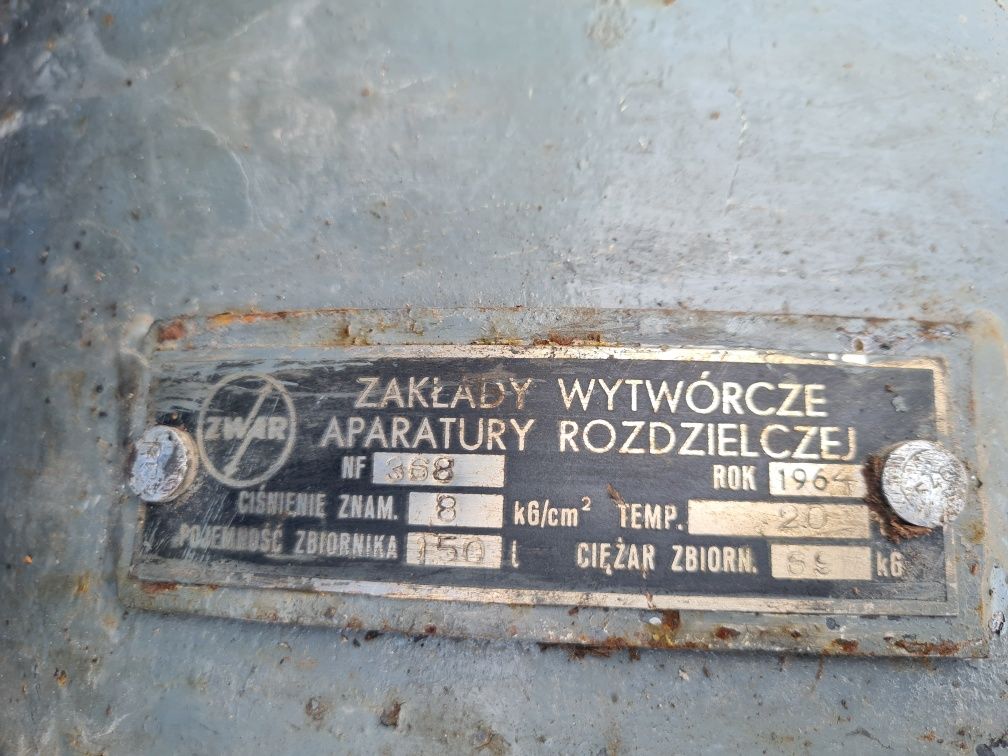 ZWAR
ZAKŁADY WYTWÓRCZE
APARATURY ROZDZIELCZEJ
NF 368 ROK 1964
CIŚNIENIE ZNAM. 8 kG/cm² TEMP. 20
POJEMNOŚĆ ZBIORNIKA 150 l CIĘŻAR ZBIORN. kG